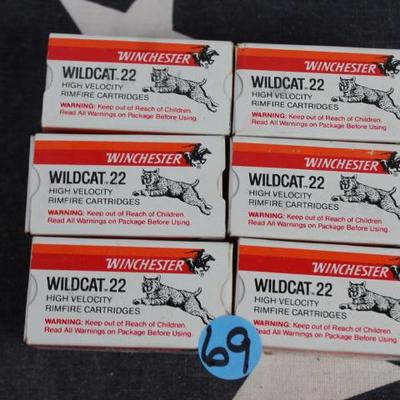 WINCHESTER
WILDCAT™ 22
HIGH VELOCITY
RIMFIRE CARTRIDGES
WARNING: Keep out of Reach of Children.
Read All Warnings on Package Before Using.
WINCHESTER
WILDCAT™ 22
HIGH VELOCITY
RIMFIRE CARTRIDGES
WARNING: Keep out of Reach of Children.
Read All Warnings on Package Before Using.
WINCHESTER
WILDCAT™ 22
HIGH VELOCITY
RIMFIRE CARTRIDGES
WARNING: Keep out of Reach of Children.
Read All Warnings on Package Before Using.
WINCHESTER
WILDCAT™ 22
HIGH VELOCITY
RIMFIRE CARTRIDGES
WARNING: Keep out of Reach of Children.
Read All Warnings on Package Before Using.
WINCHESTER
WILDCAT™ 22
HIGH VELOCITY
RIMFIRE CARTRIDGES
WARNING: Keep out of Reach of Children.
Read All Warnings on Package Before Using.
WINCHESTER
WILDCAT™ 22
HIGH VELOCITY
RIMFIRE CARTRIDGES
WARNING: Keep out of Reach of Children.
Read All Warnings on Package Before Using.
69